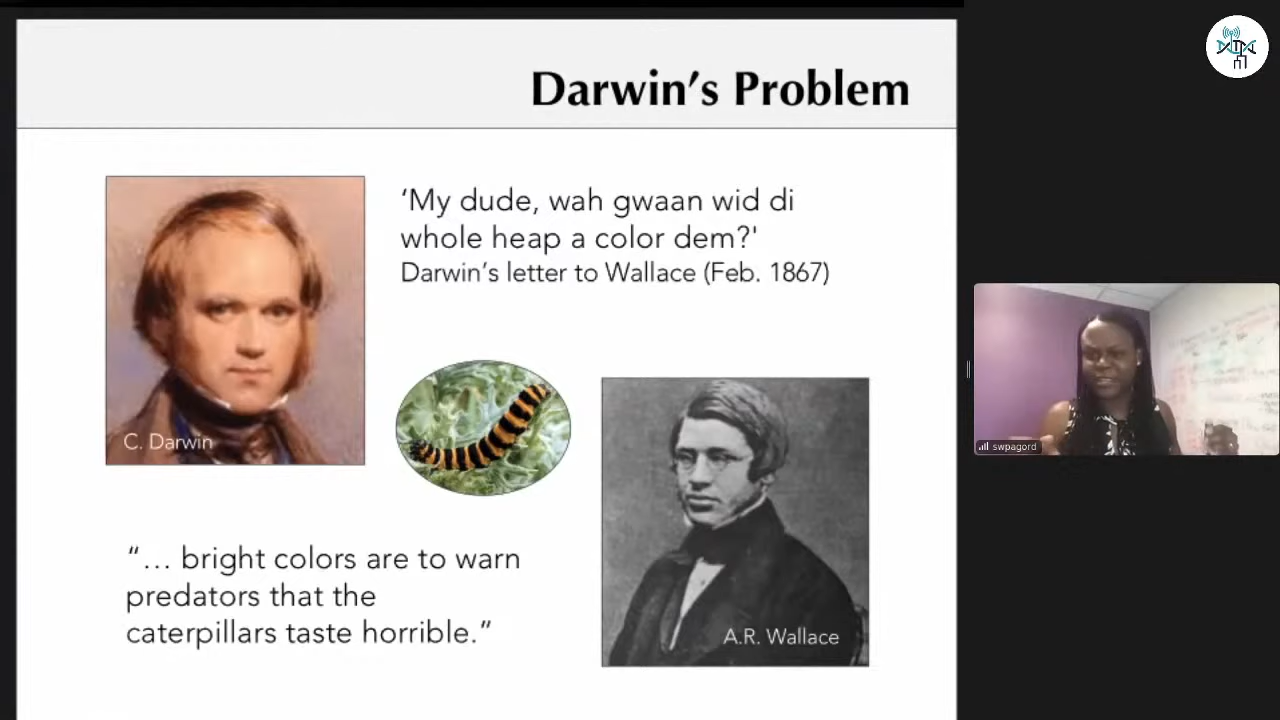 Darwin’s Problem
‘My dude, wah gwaan wid di
whole heap a color dem?'
Darwin’s letter to Wallace (Feb. 1867)
C. Darwin
“… bright colors are to warn
predators that the
caterpillars taste horrible.”
A.R. Wallace
swpagord